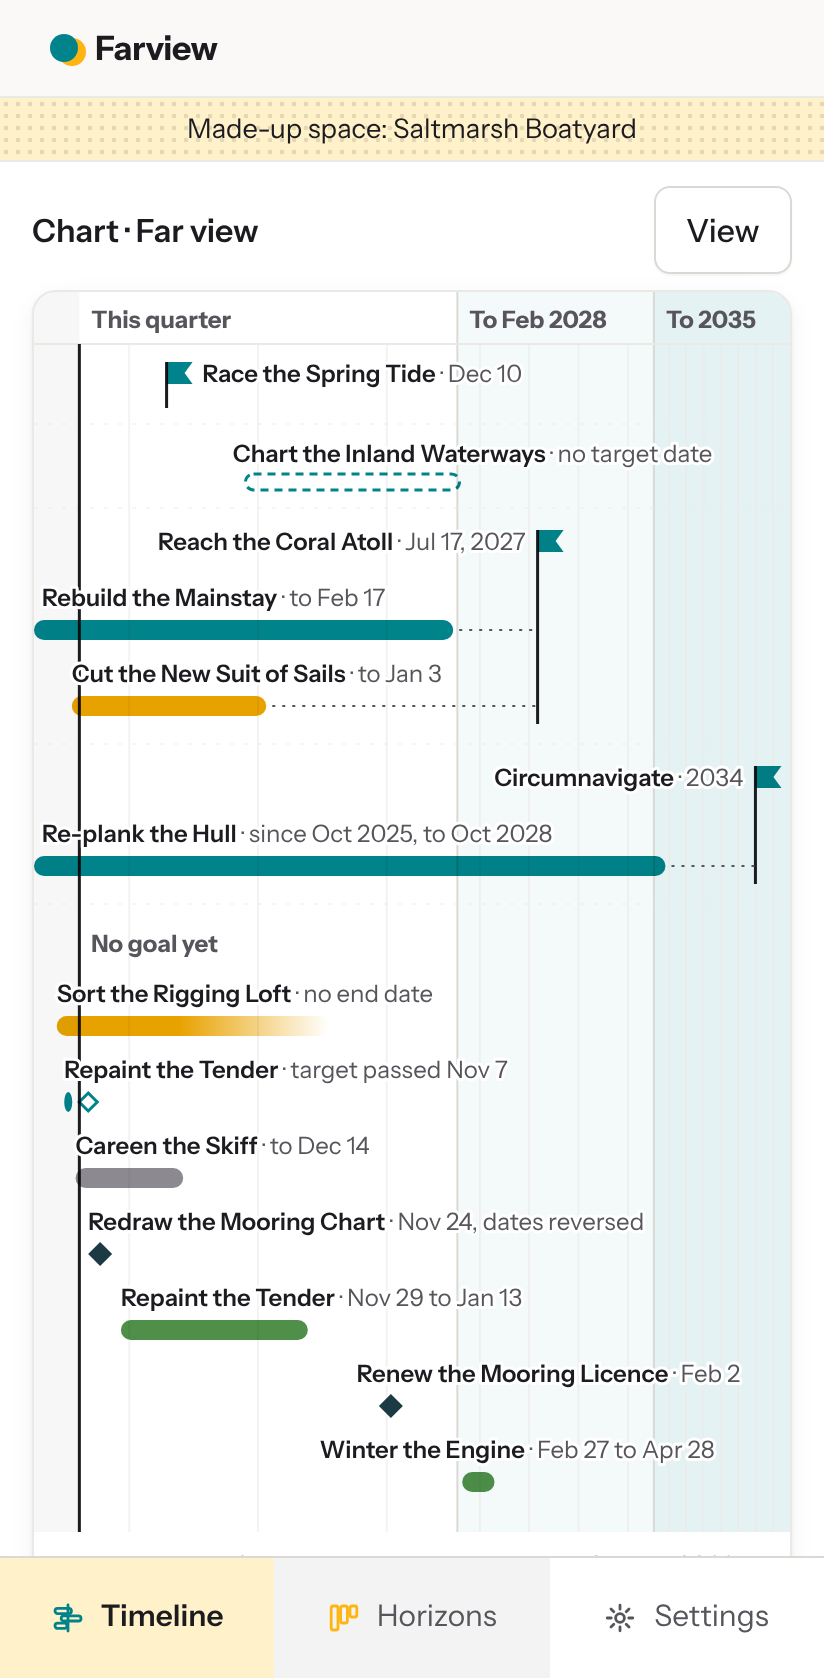 Farview
Made-up space: Saltmarsh Boatyard
Chart · Far view
View
This quarter
To Feb 2028
To 2035
Race the Spring Tide · Dec 10
Chart the Inland Waterways · no target date
Reach the Coral Atoll · Jul 17, 2027
Rebuild the Mainstay · to Feb 17
Cut the New Suit of Sails · to Jan 3
Circumnavigate · 2034
Re-plank the Hull · since Oct 2025, to Oct 2028
No goal yet
Sort the Rigging Loft · no end date
Repaint the Tender · target passed Nov 7
Careen the Skiff · to Dec 14
Redraw the Mooring Chart · Nov 24, dates reversed
Repaint the Tender · Nov 29 to Jan 13
Renew the Mooring Licence · Feb 2
Winter the Engine · Feb 27 to Apr 28
Timeline
Horizons
Settings